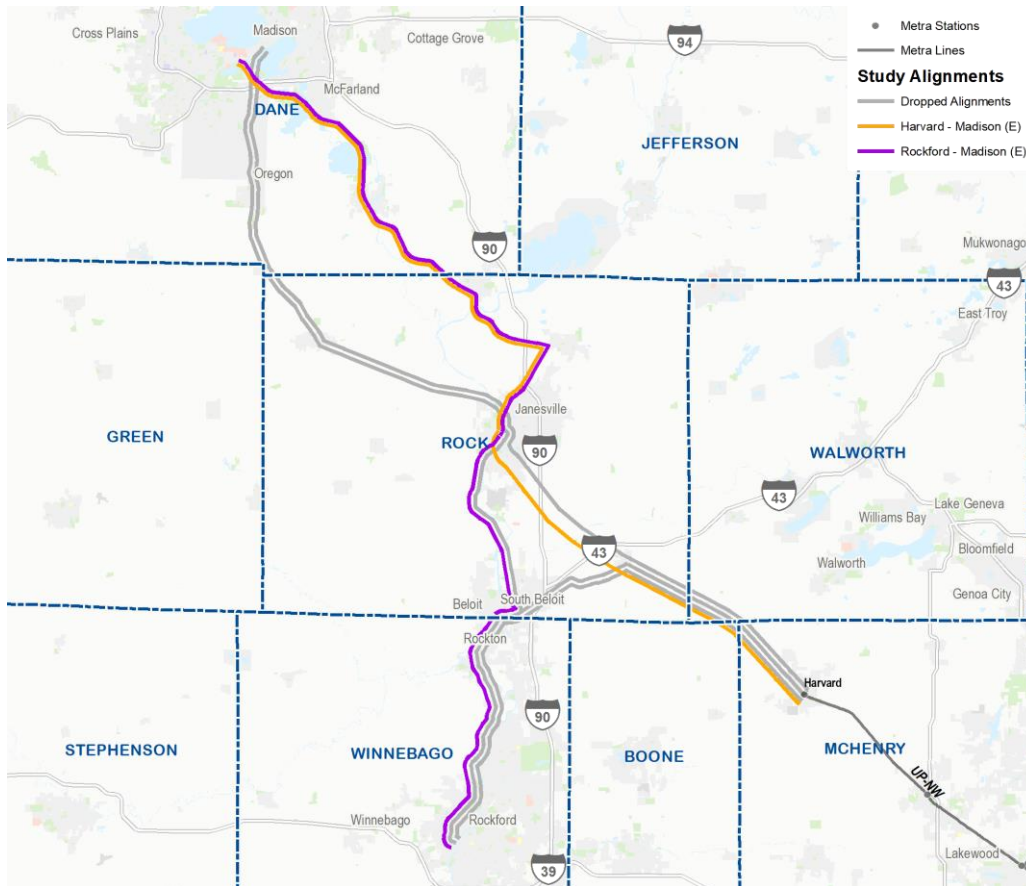 Madison
Cross Plains
Cottage Grove
94
Metra Stations
Metra Lines
Study Alignments
Dropped Alignments
Harvard - Madison (E)
Rockford - Madison (E)
McFarland
DANE
JEFFERSON
Oregon
90
Mukwonago
43
East Troy
Janesville
GREEN
ROCK
90
WALWORTH
43
Lake Geneva
Williams Bay
43
Walworth
Bloomfield
Genoa City
Beloit
South Beloit
Rockton
Harvard
90
STEPHENSON
WINNEBAGO
BOONE
MCHENRY
UP-NW
Winnebago
Rockford
Lakewood
39